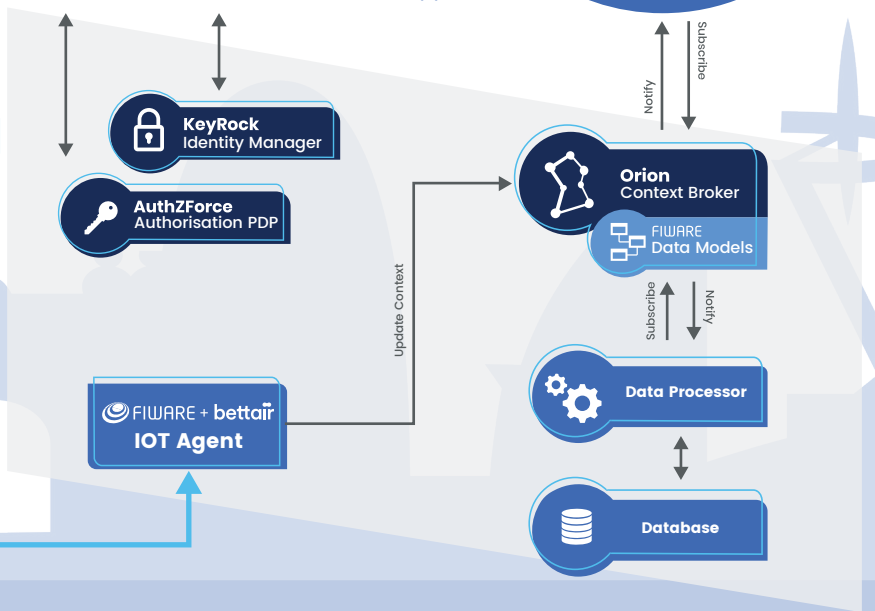 Notify
Subscribe
KeyRock
Identity Manager
AuthZForce
Authorisation PDP
Orion
Context Broker
FIWARE
Data Models
Update Context
Subscribe
Notify
Data Processor
FIWARE + bettair
IOT Agent
Database